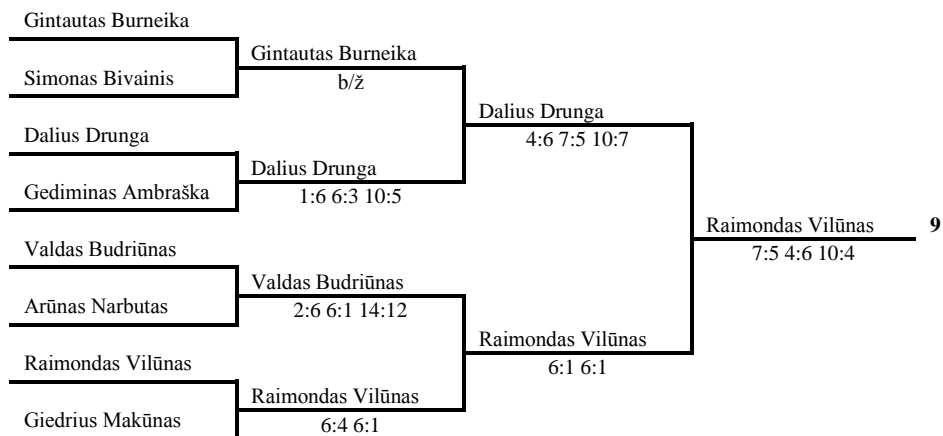 Gintautas Burneika
Gintautas Burneika
Simonas Bivainis
b/ž
Dalius Drunga
4:6 7:5 10:7
Dalius Drunga
Dalius Drunga
1:6 6:3 10:5
Gediminas Ambraška
Raimondas Vilūnas 9
7:5 4:6 10:4
Valdas Budriūnas
Valdas Budriūnas
2:6 6:1 14:12
Arūnas Narbutas
Raimondas Vilūnas
6:1 6:1
Raimondas Vilūnas
Raimondas Vilūnas
6:4 6:1
Giedrius Makūnas